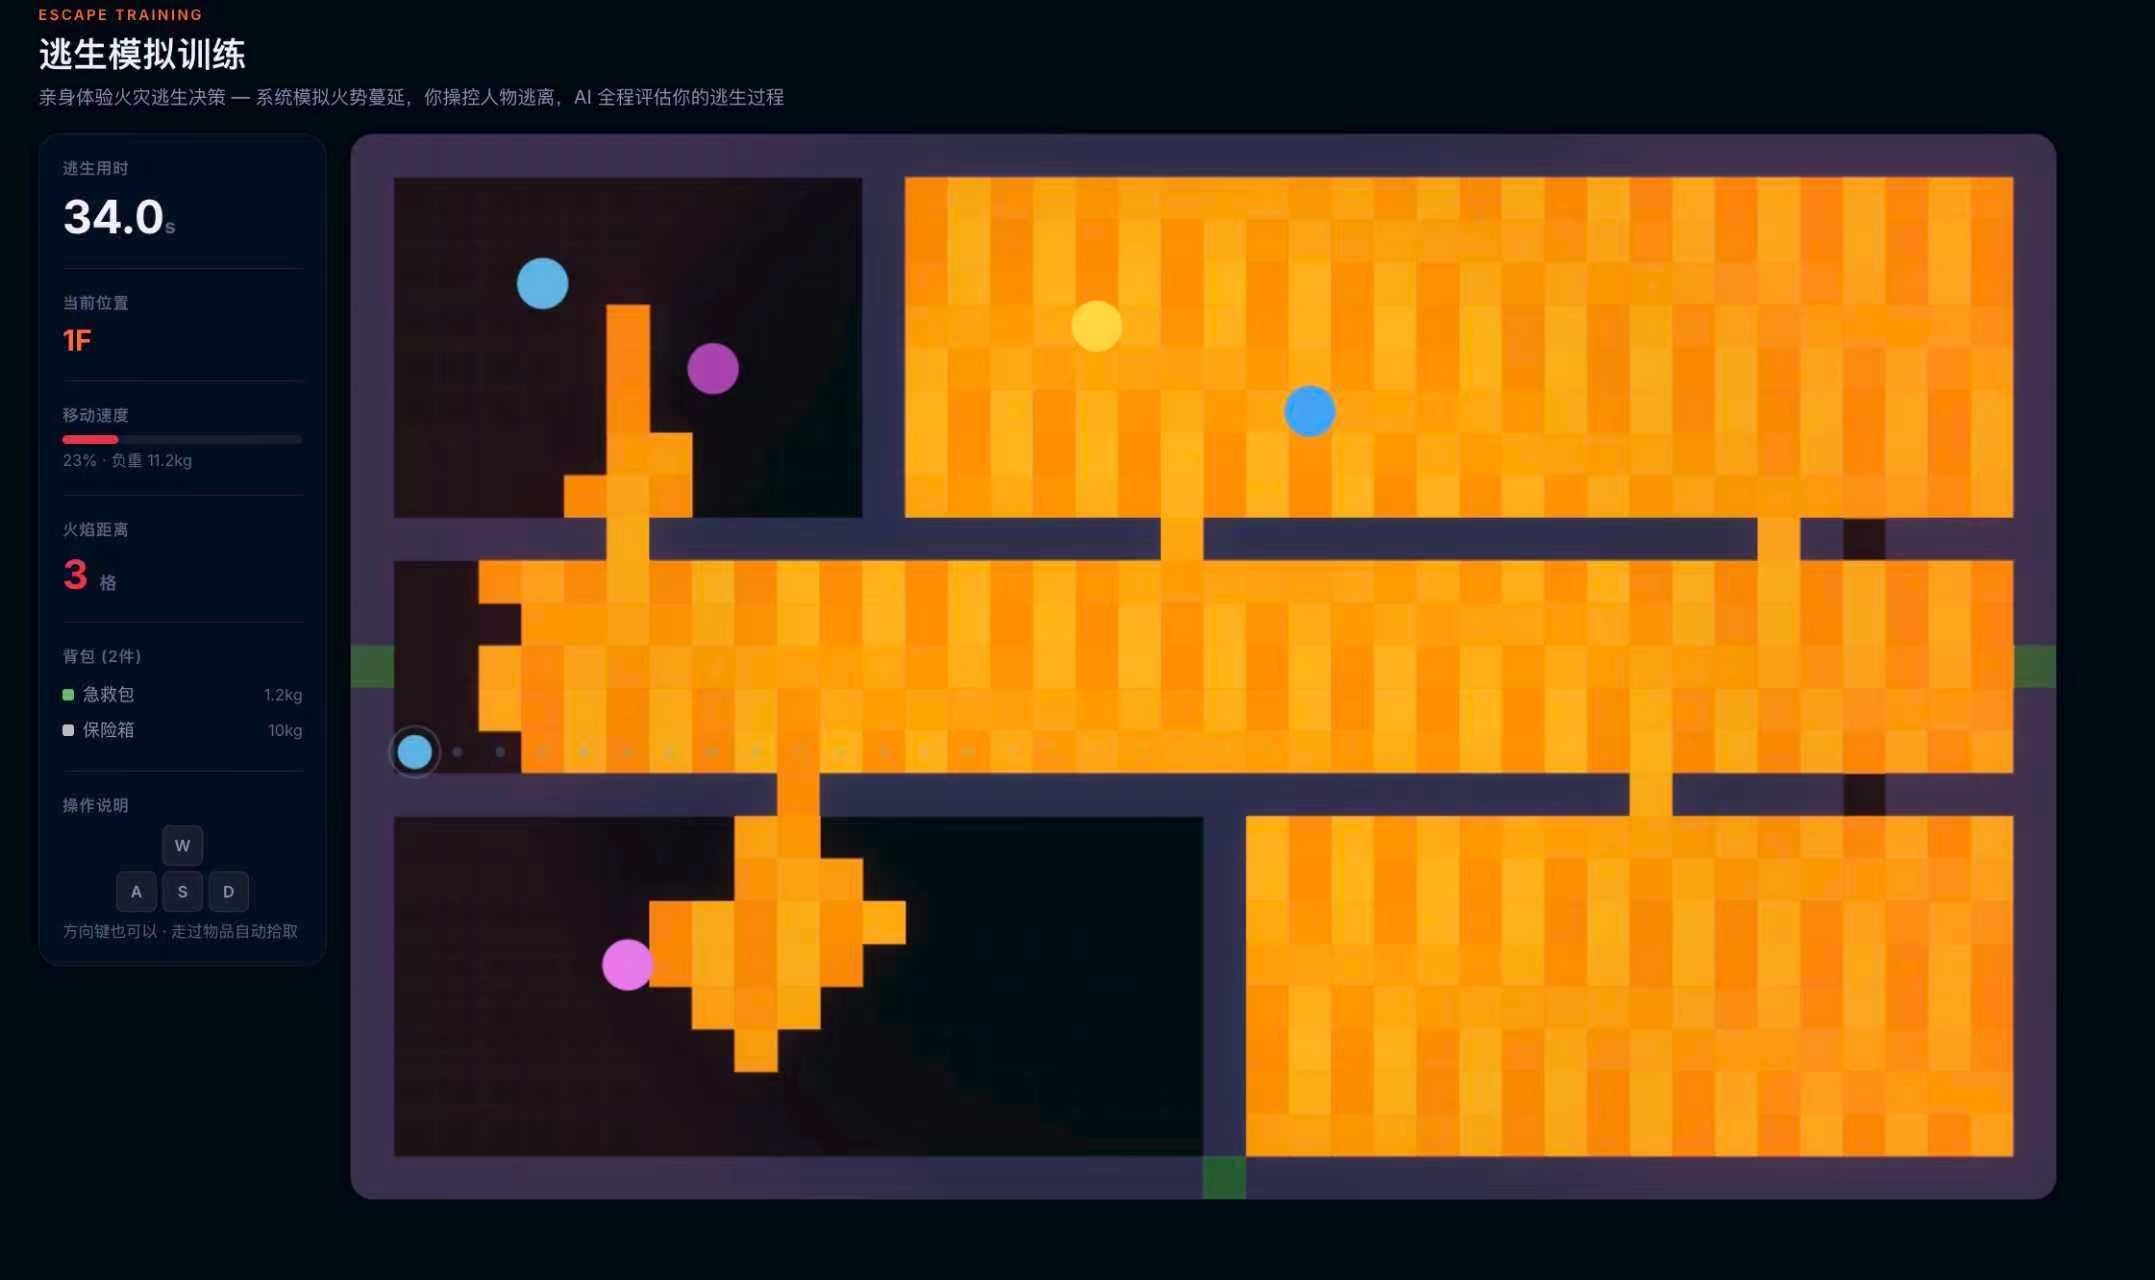 ESCAPE TRAINING
逃生模拟训练
亲身体验火灾逃生决策 — 系统模拟火势蔓延，你操控人物逃离，AI 全程评估你的逃生过程
逃生用时
34.0s
当前位置
1F
移动速度
23% · 负重 11.2kg
火焰距离
3 格
背包 (2件)
急救包 1.2kg
保险箱 10kg
操作说明
W
A S D
方向键也可以 · 走过物品自动拾取